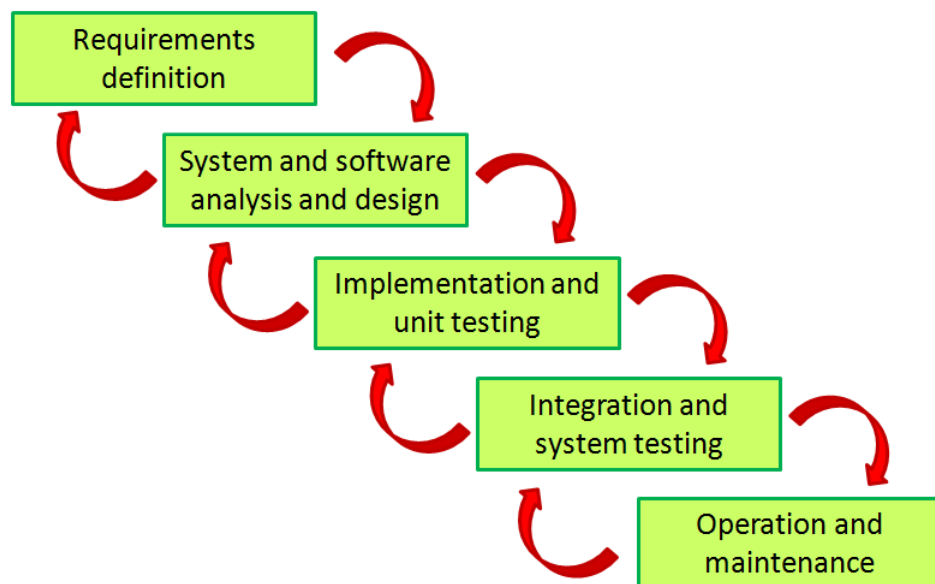 Requirements
definition
System and software
analysis and design
Implementation and
unit testing
Integration and
system testing
Operation and
maintenance